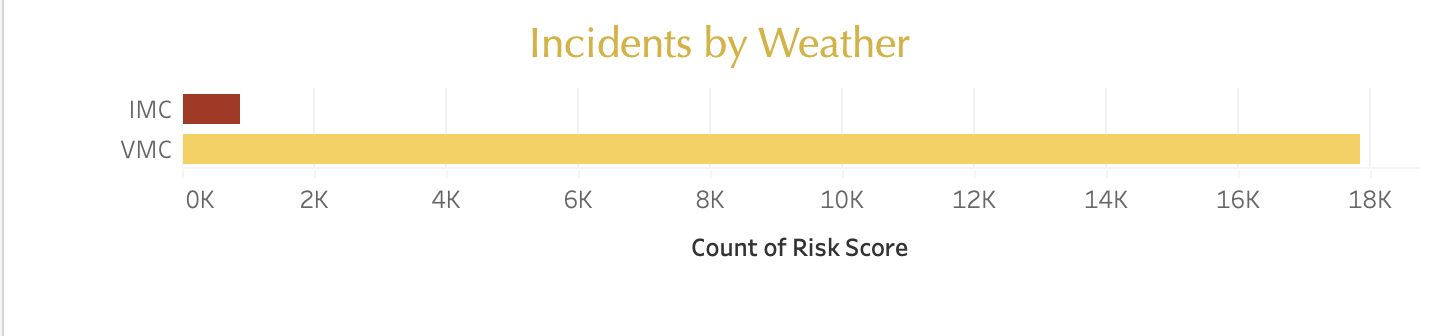 Incidents by Weather
IMC
VMC
0K 2K 4K 6K 8K 10K 12K 14K 16K 18K
Count of Risk Score